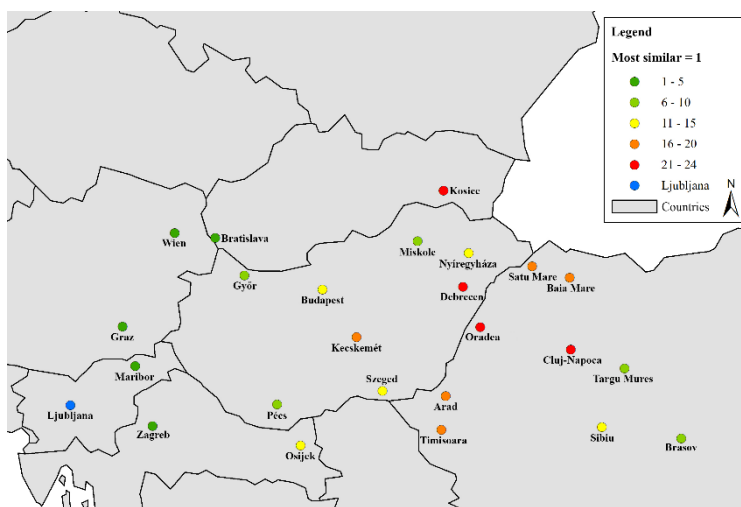 Legend
Most similar = 1
1 - 5
6 - 10
11 - 15
16 - 20
21 - 24
Ljubljana
Countries
N
Kosice
Wien
Bratislava
Miskolc
Nyíregyháza
Győr
Budapest
Debrecen
Satu Mare
Baia Mare
Graz
Kecskemét
Oradea
Maribor
Cluj-Napoca
Targu Mures
Szeged
Ljubljana
Zagreb
Pécs
Arad
Timisoara
Osijek
Sibiu
Brasov